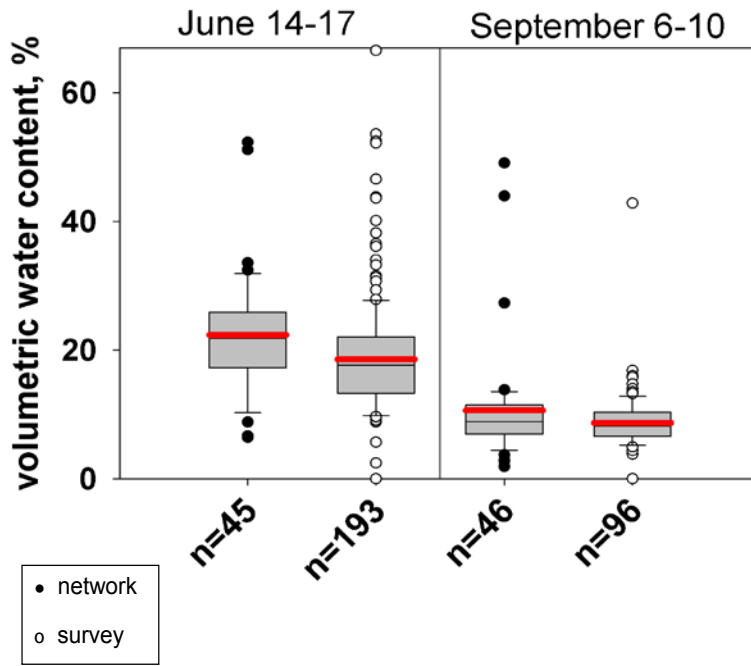 June 14-17
September 6-10
volumetric water content, %
60
40
20
0
n=45
n=193
n=46
n=96
network
survey